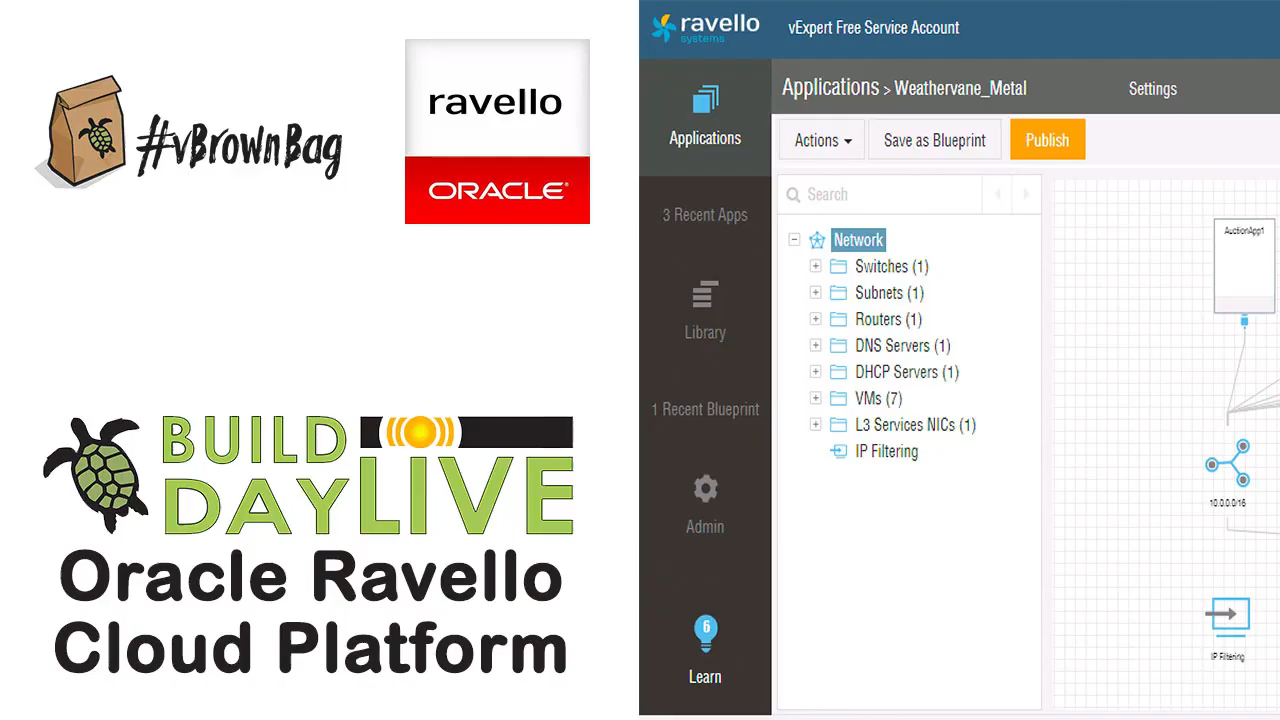 #vBrownBag
ravello
ORACLE®
BUILD
DAYLIVE
Oracle Ravello
Cloud Platform
ravello
systems
vExpert Free Service Account
Applications
3 Recent Apps
Library
1 Recent Blueprint
Admin
6
Learn
Applications > Weathervane_Metal
Settings
Actions
Save as Blueprint
Publish
Search
Network
Switches (1)
Subnets (1)
Routers (1)
DNS Servers (1)
DHCP Servers (1)
VMs (7)
L3 Services NICs (1)
IP Filtering
AuctionApp1
10.0.0.0/16
IP Filtering